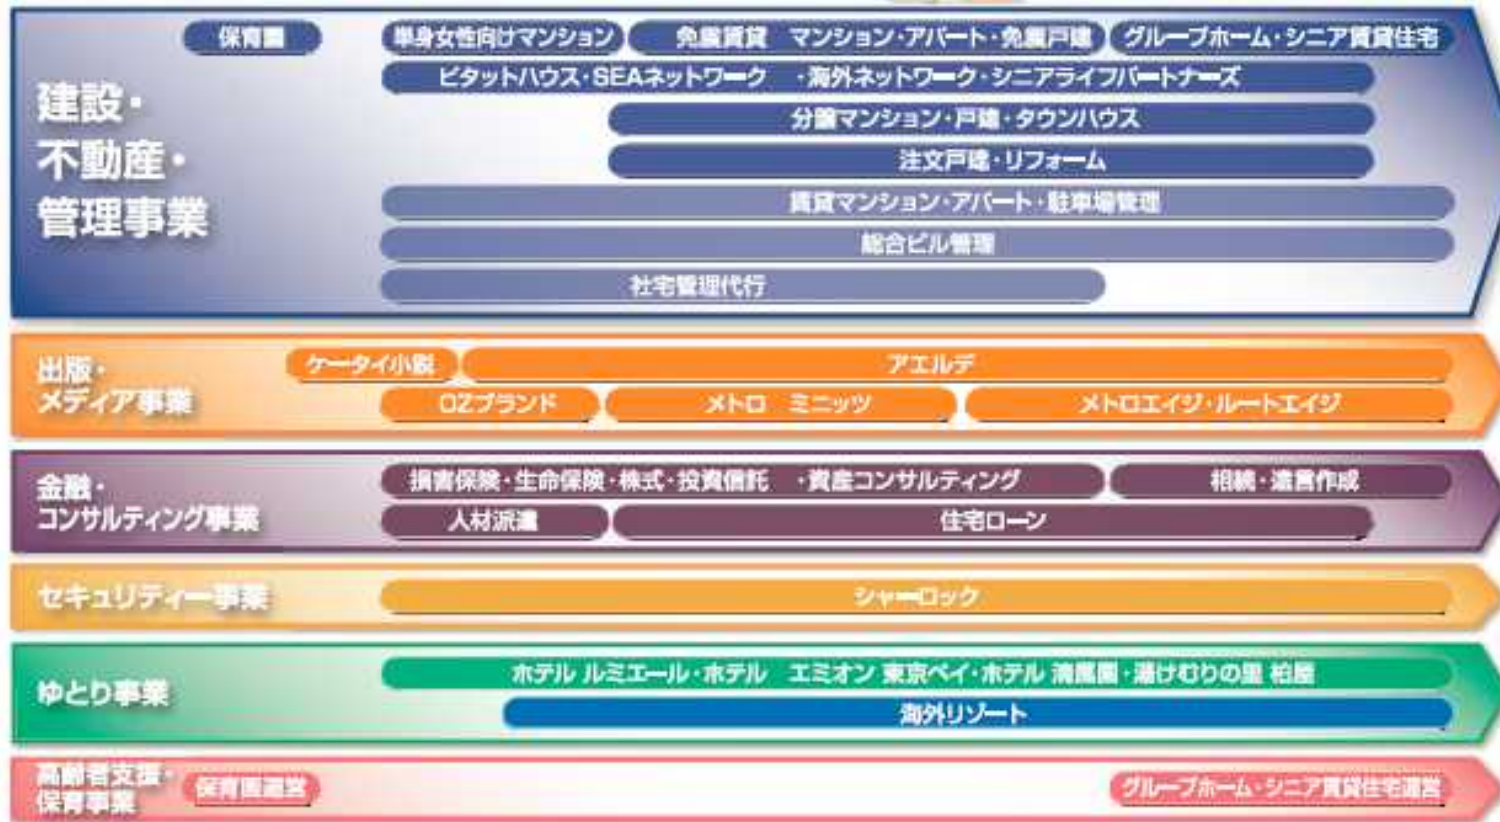 建設・
不動産・
管理事業
保育園
単身女性向けマンション
免震賃貸 マンション・アパート・免震戸建
グループホーム・シニア賃貸住宅
ピタットハウス・SEAネットワーク ・海外ネットワーク・シニアライフパートナーズ
分譲マンション・戸建・タウンハウス
注文戸建・リフォーム
賃貸マンション・アパート・駐車場管理
総合ビル管理
社宅管理代行
出版・
メディア事業
ケータイ小説
アエルデ
OZブランド
メトロ ミニッツ
メトロエイジ・ルートエイジ
金融・
コンサルティング事業
損害保険・生命保険・株式・投資信託 ・資産コンサルティング
相続・遺言作成
人材派遣
住宅ローン
セキュリティー事業
シャーロック
ゆとり事業
ホテル ルミエール・ホテル エミオン 東京ベイ・ホテル 清風園・湯けむりの里 柏屋
海外リゾート
高齢者支援・
保育事業
保育園運営
グループホーム・シニア賃貸住宅運営